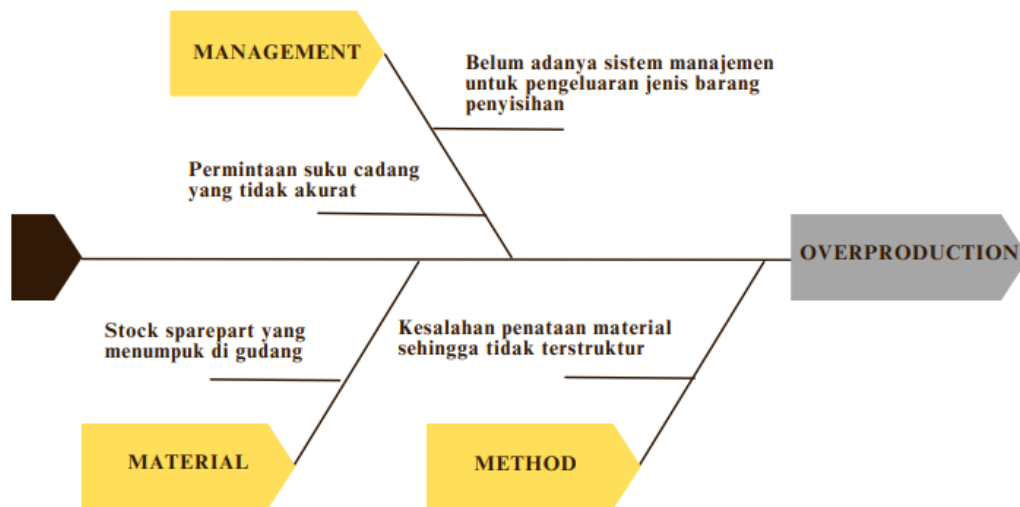 MANAGEMENT
Belum adanya sistem manajemen
untuk pengeluaran jenis barang
penyisihan
Permintaan suku cadang
yang tidak akurat
OVERPRODUCTION
Stock sparepart yang
menumpuk di gudang
Kesalahan penataan material
sehingga tidak terstruktur
MATERIAL
METHOD